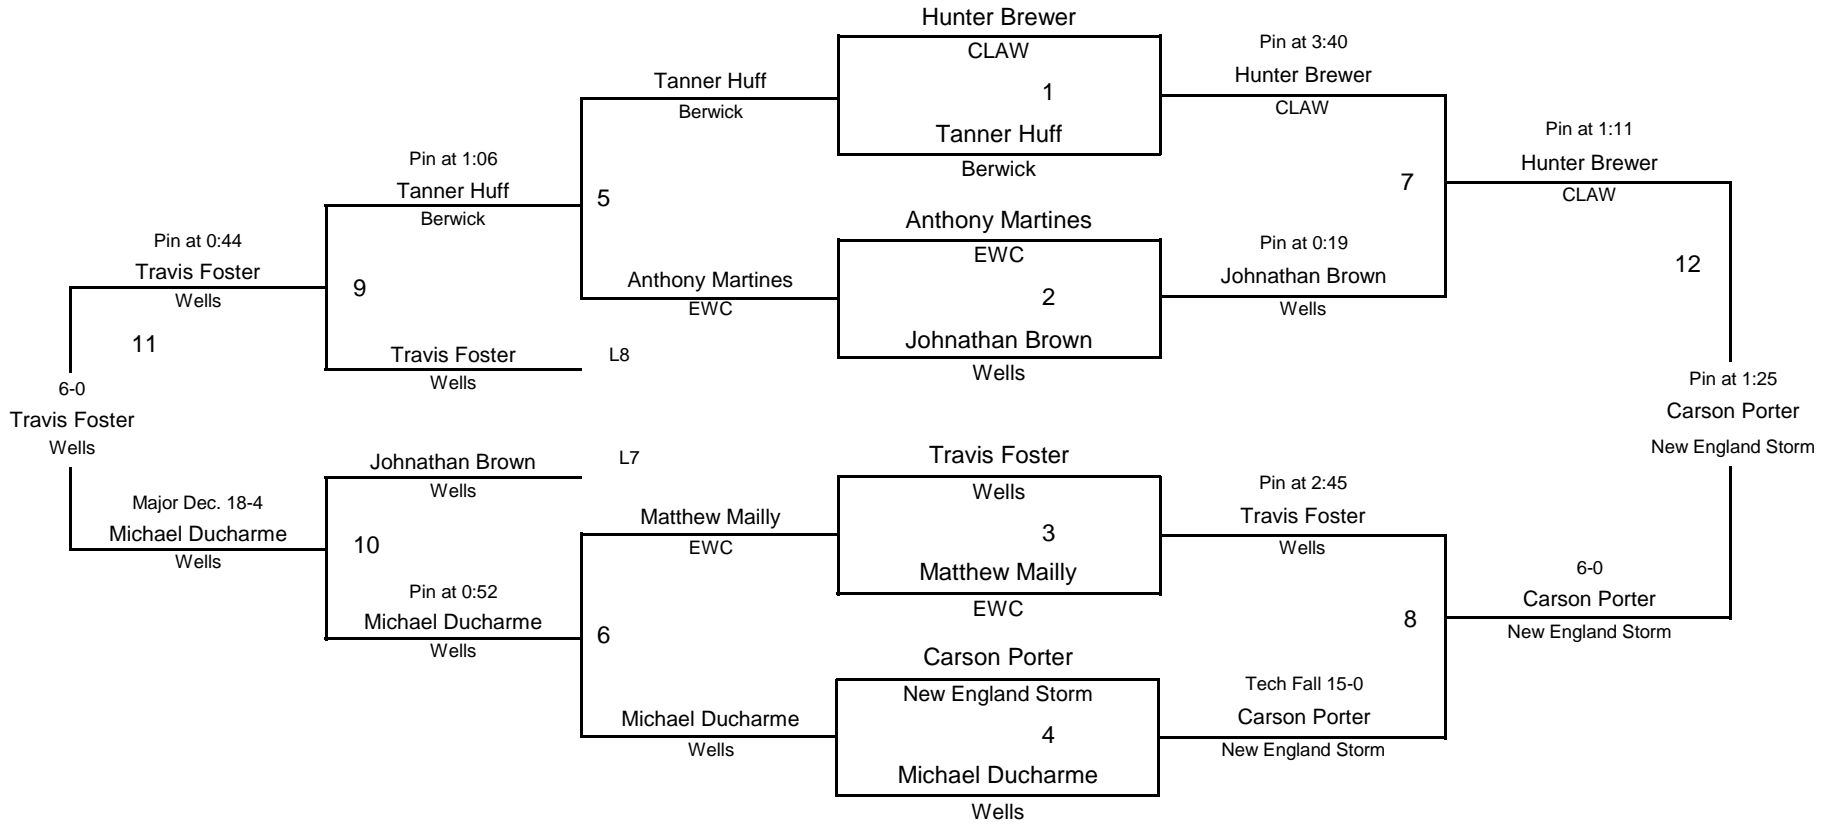 Hunter Brewer
CLAW
1
Tanner Huff
Berwick
Anthony Martines
EWC
2
Johnathan Brown
Wells
Travis Foster
Wells
3
Matthew Mailly
EWC
Carson Porter
New England Storm
4
Michael Ducharme
Wells
Pin at 3:40
Hunter Brewer
CLAW
7
Pin at 0:19
Johnathan Brown
Wells
Pin at 2:45
Travis Foster
Wells
8
Tech Fall 15-0
Carson Porter
New England Storm
Pin at 1:11
Hunter Brewer
CLAW
12
6-0
Carson Porter
New England Storm
Pin at 1:25
Carson Porter
New England Storm
Tanner Huff
Berwick
5
Anthony Martines
EWC
Matthew Mailly
EWC
6
Michael Ducharme
Wells
Pin at 1:06
Tanner Huff
Berwick
9
Travis Foster
Wells
L8
Johnathan Brown
Wells
L7
10
Pin at 0:52
Michael Ducharme
Wells
Pin at 0:44
Travis Foster
Wells
11
Major Dec. 18-4
Michael Ducharme
Wells
6-0
Travis Foster
Wells